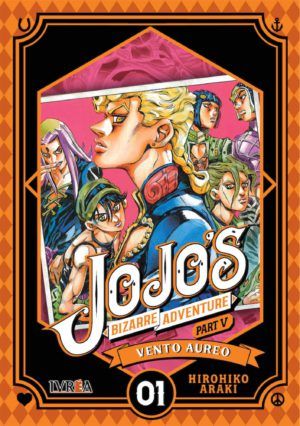 JOJO'S
BIZARRE ADVENTURE
PART V
VENTO AUREO
IVREA
01
HIROHIKO
ARAKI